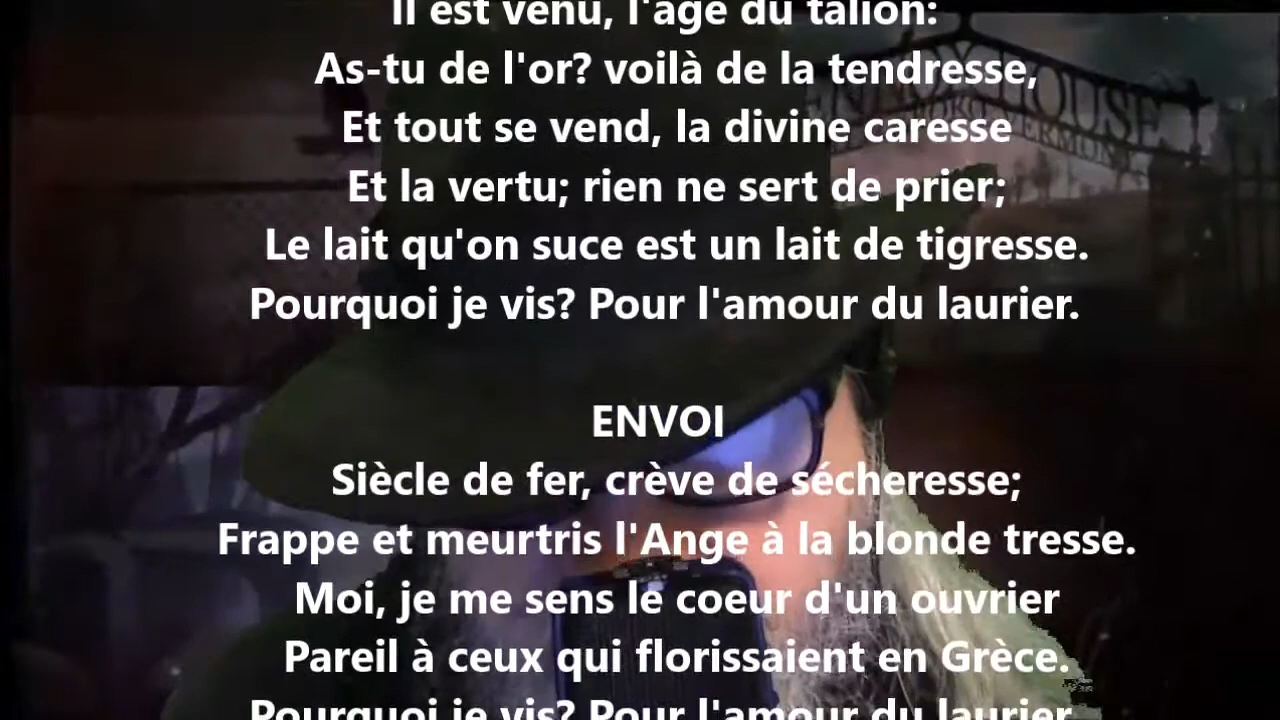 Il est venu, l'âge du talion:
As-tu de l'or? voilà de la tendresse,
Et tout se vend, la divine caresse
Et la vertu; rien ne sert de prier;
Le lait qu'on suce est un lait de tigresse.
Pourquoi je vis? Pour l'amour du laurier.
ENVOI
Siècle de fer, crève de sécheresse;
Frappe et meurtris l'Ange à la blonde tresse.
Moi, je me sens le coeur d'un ouvrier
Pareil à ceux qui florissaient en Grèce.
Pourquoi je vis? Pour l'amour du laurier.
HOUSE